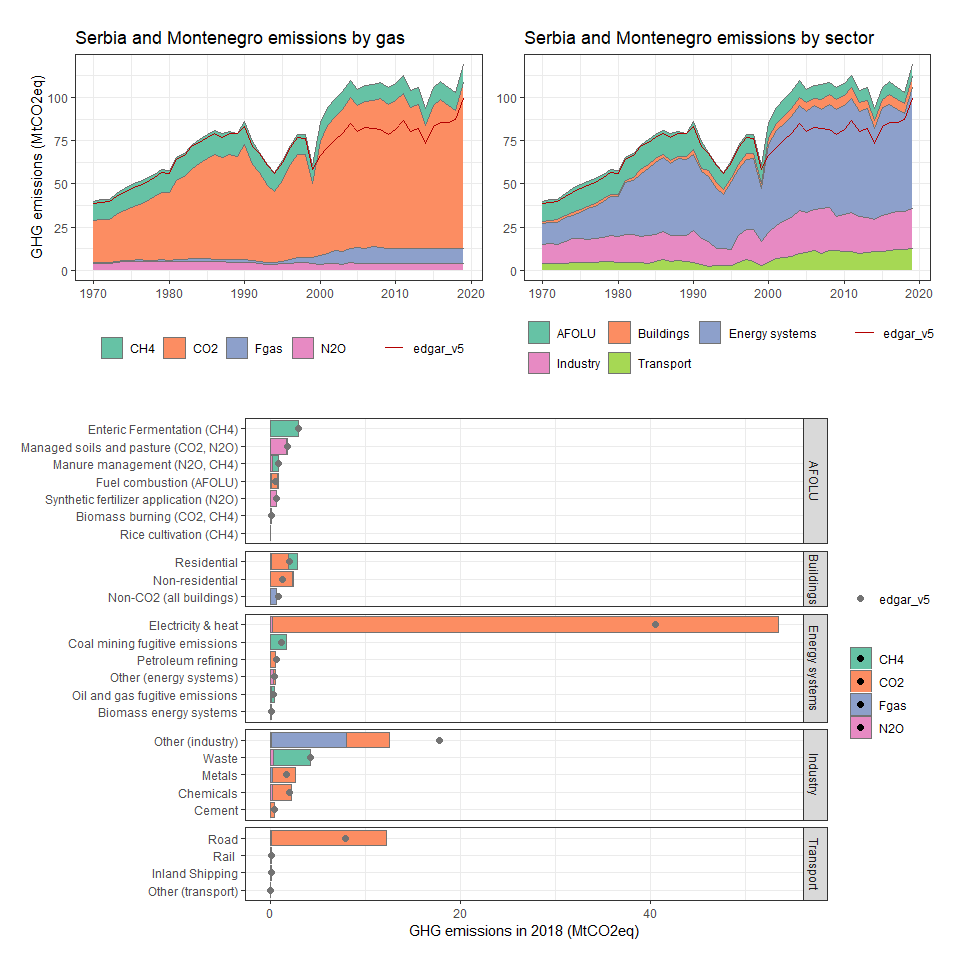 Serbia and Montenegro emissions by gas
GHG emissions (MtCO2eq)
100
75
50
25
0
1970 1980 1990 2000 2010 2020
CH4 CO2 Fgas N2O edgar_v5
Serbia and Montenegro emissions by sector
100
75
50
25
0
1970 1980 1990 2000 2010 2020
AFOLU Buildings Energy systems edgar_v5
Industry Transport
Enteric Fermentation (CH4)
Managed soils and pasture (CO2, N2O)
Manure management (N2O, CH4)
Fuel combustion (AFOLU)
Synthetic fertilizer application (N2O)
Biomass burning (CO2, CH4)
Rice cultivation (CH4)
AFOLU
Residential
Non-residential
Non-CO2 (all buildings)
Buildings
Electricity & heat
Coal mining fugitive emissions
Petroleum refining
Other (energy systems)
Oil and gas fugitive emissions
Biomass energy systems
Energy systems
Other (industry)
Waste
Metals
Chemicals
Cement
Industry
Road
Rail
Inland Shipping
Other (transport)
Transport
0 20 40
GHG emissions in 2018 (MtCO2eq)
edgar_v5
CH4
CO2
Fgas
N2O